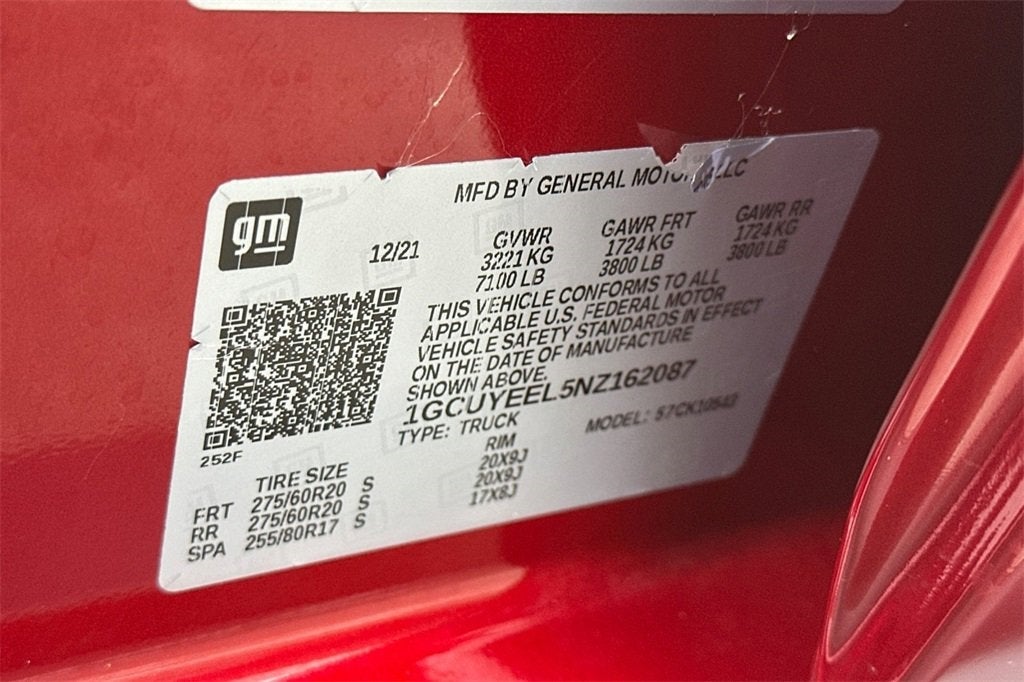 MFD BY GENERAL MOTORS LLC
gm
12/21 GVWR GAWR FRT GAWR RR
3221 KG 1724 KG 1724 KG
7100 LB 3800 LB 3800 LB
THIS VEHICLE CONFORMS TO ALL
APPLICABLE U.S. FEDERAL MOTOR
VEHICLE SAFETY STANDARDS IN EFFECT
ON THE DATE OF MANUFACTURE
SHOWN ABOVE.
1GCUYEEL5NZ162087
TYPE: TRUCK MODEL: 57CK10543
252F
TIRE SIZE RIM
FRT 275/60R20 S 20X9J
RR 275/60R20 S 20X9J
SPA 255/80R17 S 17X8J